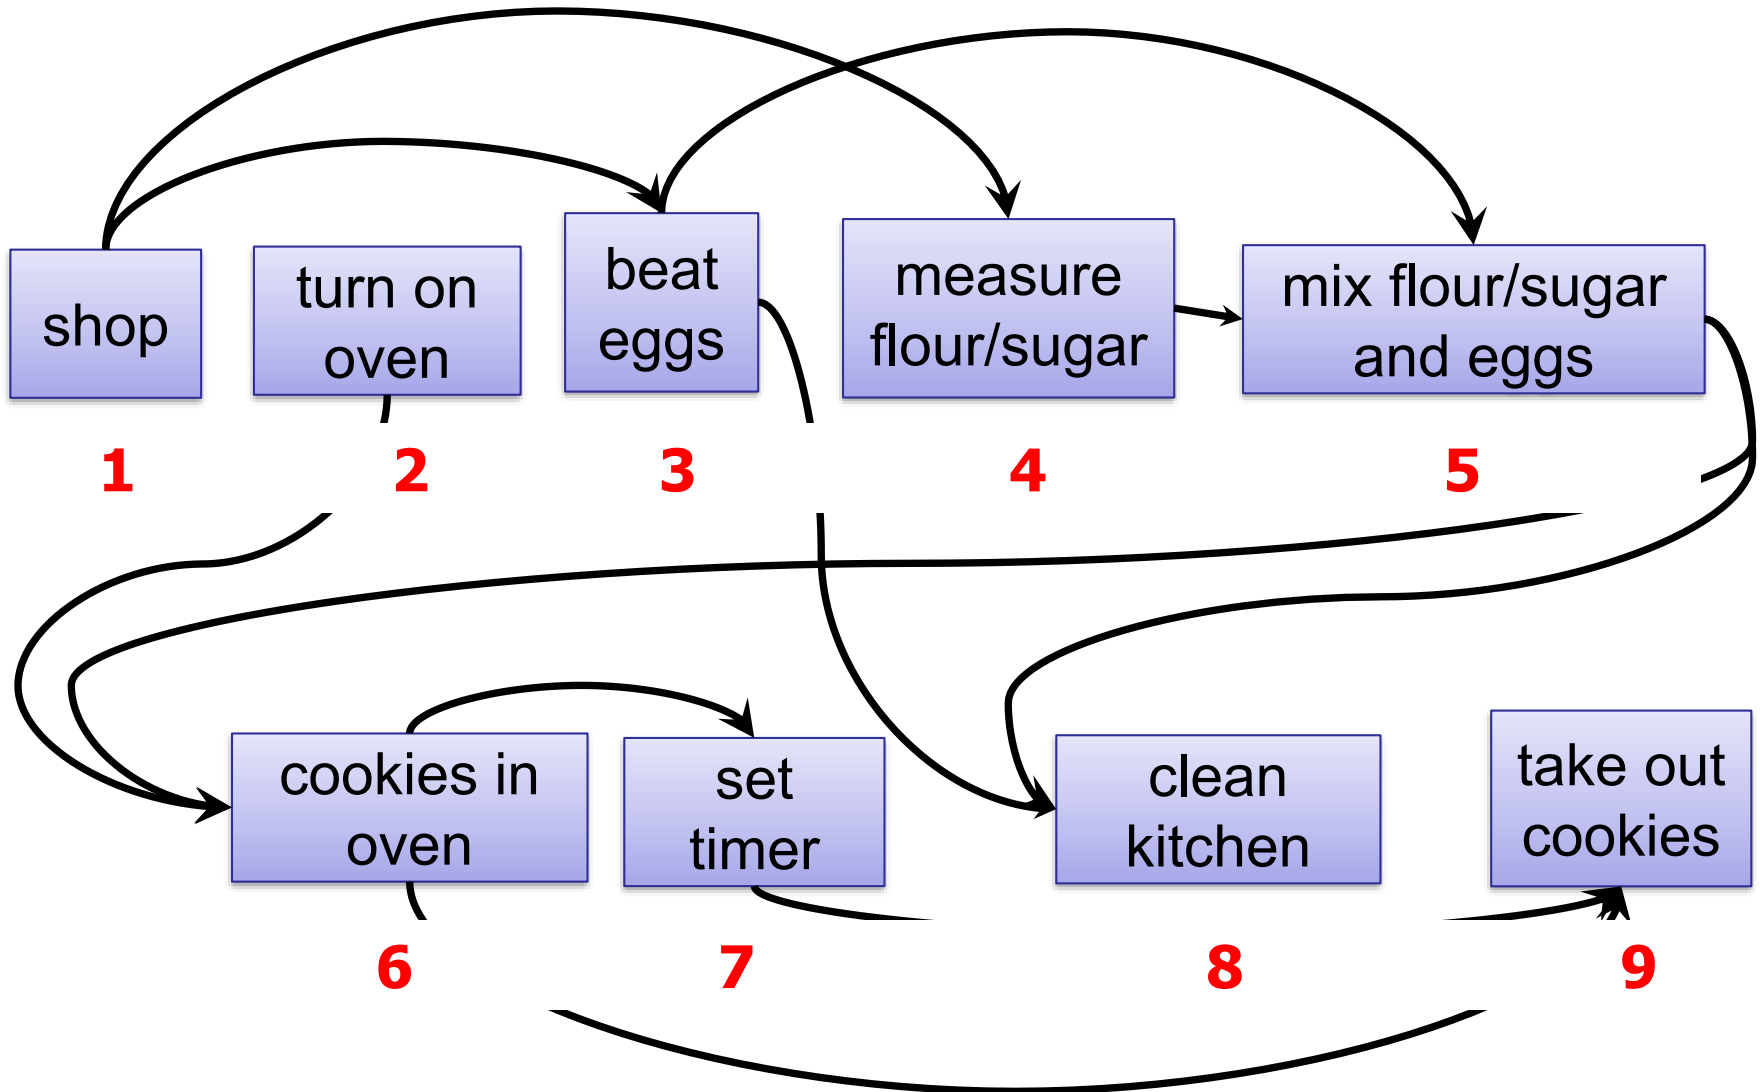 shop
turn on
oven
beat
eggs
measure
flour/sugar
mix flour/sugar
and eggs
1
2
3
4
5
cookies in
oven
set
timer
clean
kitchen
take out
cookies
6
7
8
9